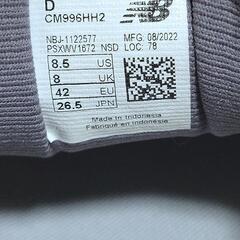 D
CM996HH2
NBJ-1122577
PSXWV1672 NSD
MFG. 08/2022
LOC: 78
8.5 US
8 UK
42 EU
26.5 JPN
Made in Indonesia
Fabriqué en Indonésie